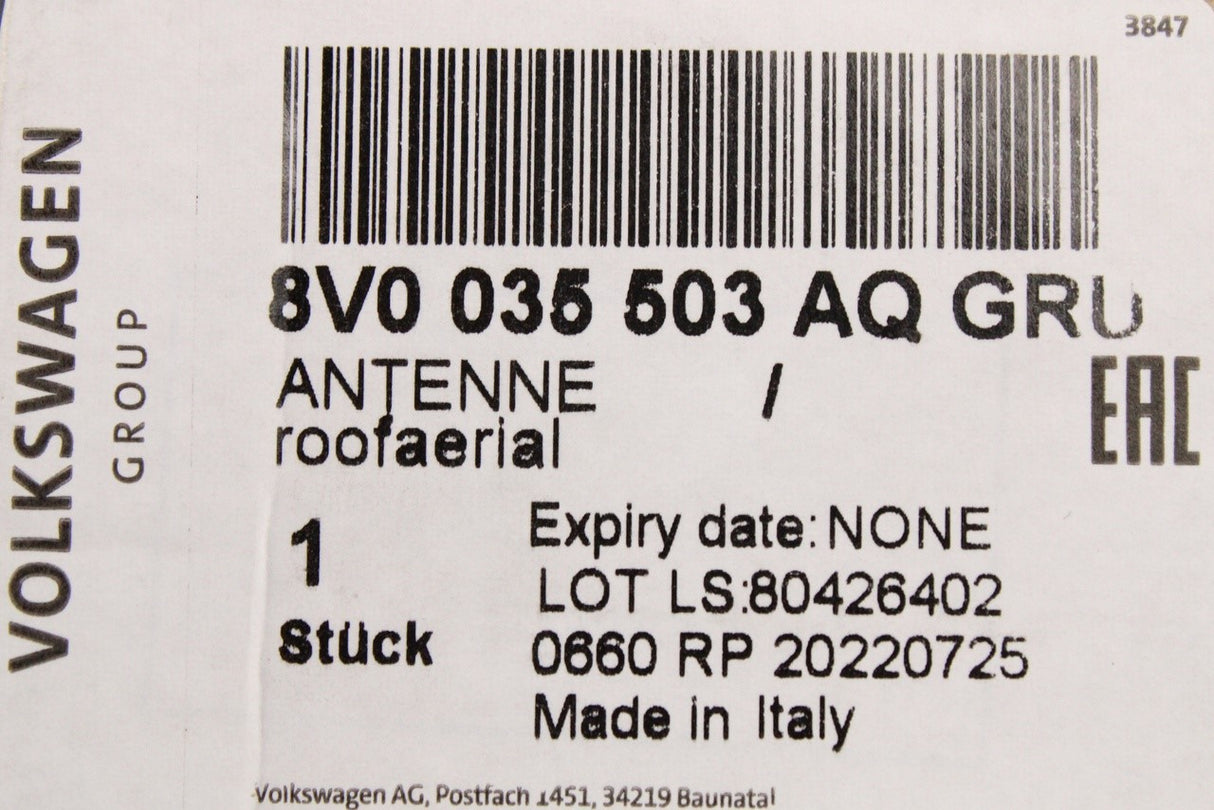 3847
VOLKSWAGEN
GROUP
8V0 035 503 AQ GRU
ANTENNE /
roofaerial
EAC
1
Stück
Expiry date:NONE
LOT LS:80426402
0660 RP 20220725
Made in Italy
Volkswagen AG, Postfach 1451, 34219 Baunatal